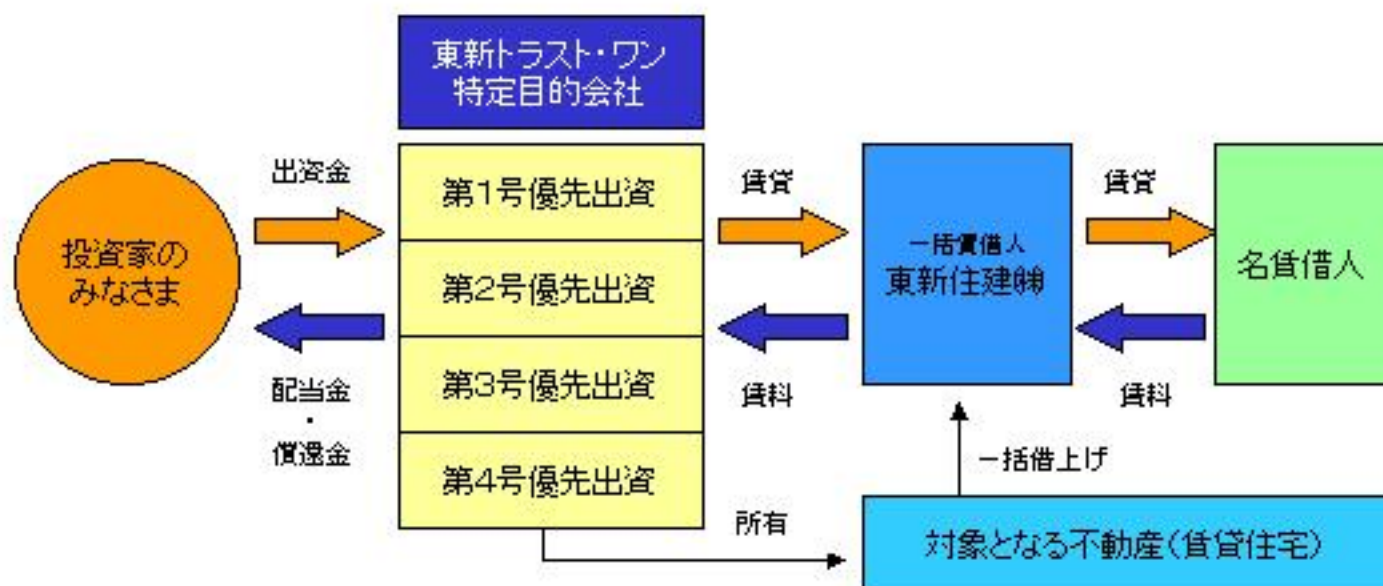 東新トラスト・ワン
特定目的会社
投資家の
みなさま
出資金
配当金
・
償還金
第1号優先出資
第2号優先出資
第3号優先出資
第4号優先出資
賃貸
賃料
一括賃借人
東新住建㈱
賃貸
賃料
名賃借人
一括借上げ
所有
対象となる不動産(賃貸住宅)